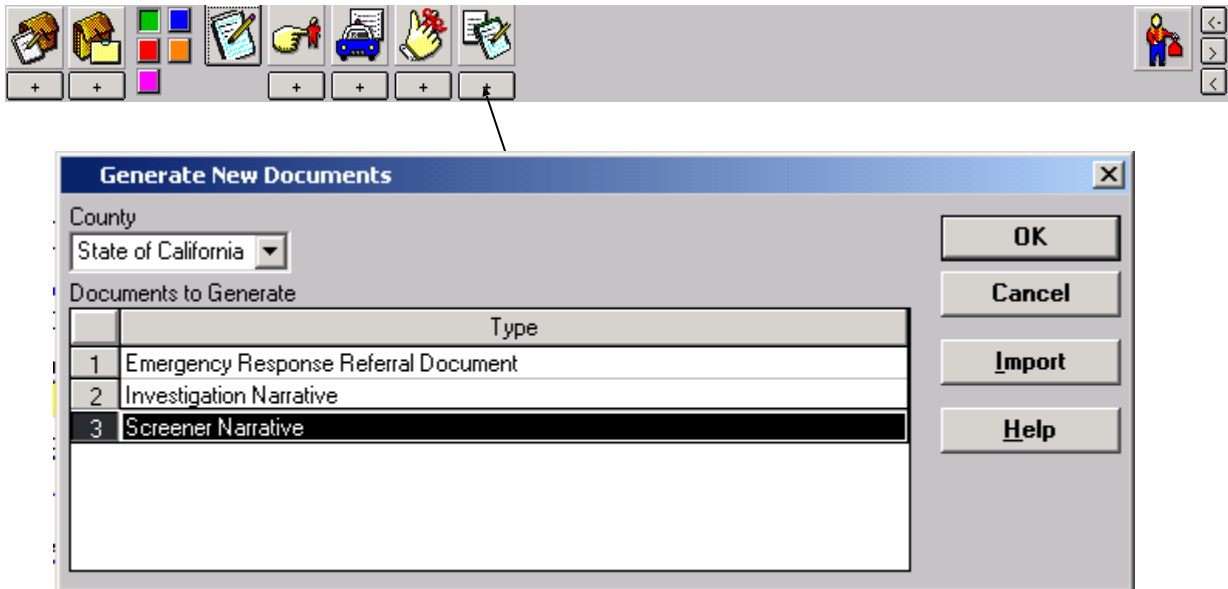 + + + + + +
<-
>
<
Generate New Documents
County
State of California
OK
Documents to Generate
Cancel
Type
1 Emergency Response Referral Document
Import
2 Investigation Narrative
3 Screener Narrative
Help